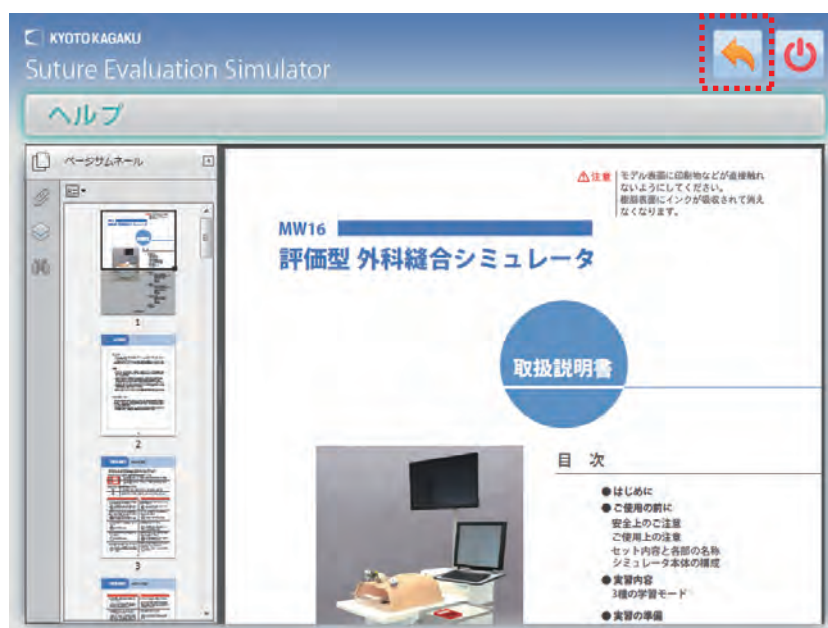 KYOTO KAGAKU
Suture Evaluation Simulator
ヘルプ
ページサムネール
注意
モデル表面に印刷物などが直接触れ
ないようにしてください。
樹脂表面にインクが吸収されて消え
なくなります。
MW16
評価型 外科縫合シミュレータ
取扱説明書
目 次
●はじめに
●ご使用の前に
安全上のご注意
ご使用上の注意
セット内容と各部の名称
シミュレータ本体の構成
●実習内容
3種の学習モード
●実習の準備
1
2
3